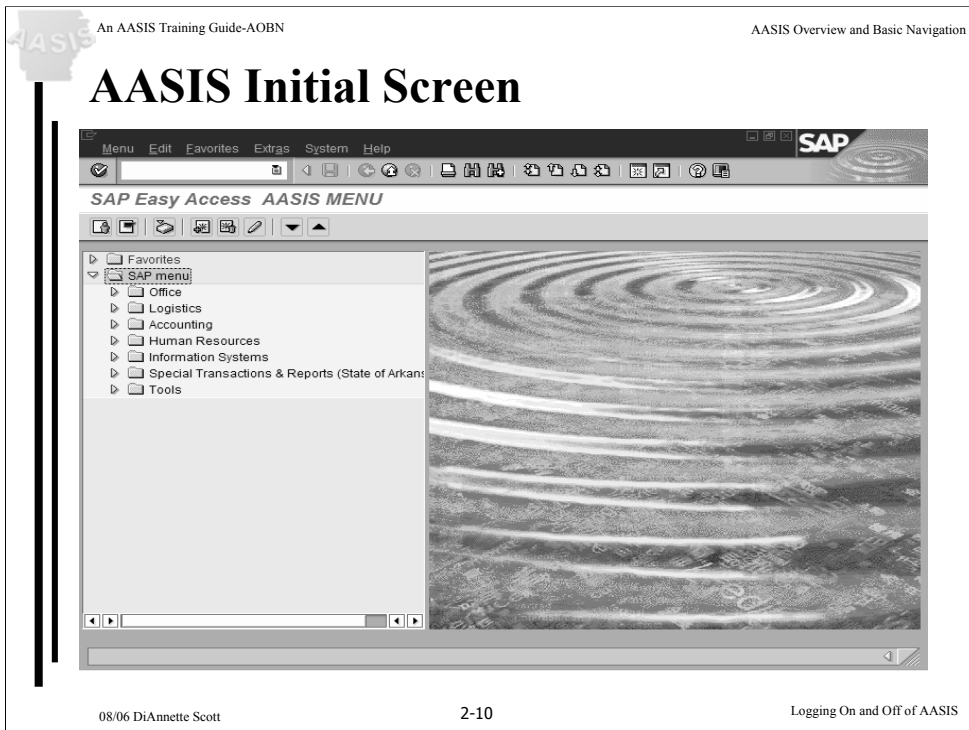 An AASIS Training Guide-AOBN
AASIS Overview and Basic Navigation
AASIS
AASIS Initial Screen
Menu Edit Favorites Extras System Help
SAP
SAP Easy Access AASIS MENU
Favorites
SAP menu
Office
Logistics
Accounting
Human Resources
Information Systems
Special Transactions & Reports (State of Arkans
Tools
08/06 DiAnnette Scott
2-10
Logging On and Off of AASIS